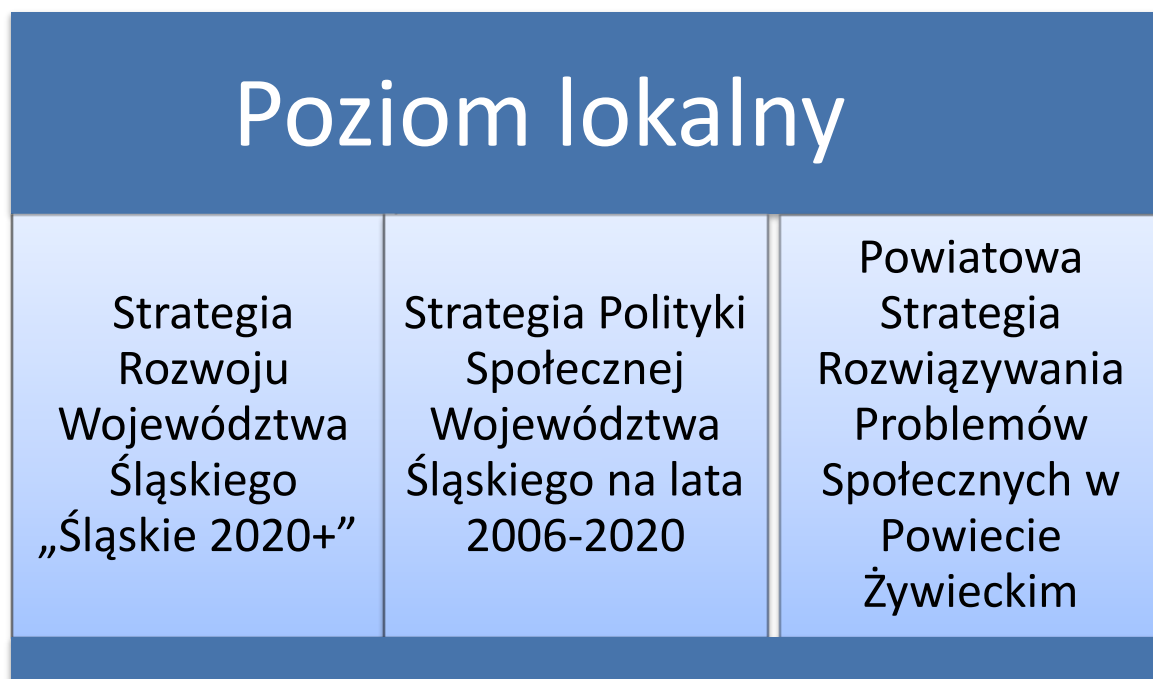 Poziom lokalny
Strategia
Rozwoju
Województwa
Śląskiego
„Śląskie 2020+”
Strategia Polityki
Społecznej
Województwa
Śląskiego na lata
2006-2020
Powiatowa
Strategia
Rozwiązywania
Problemów
Społecznych w
Powiecie
Żywieckim